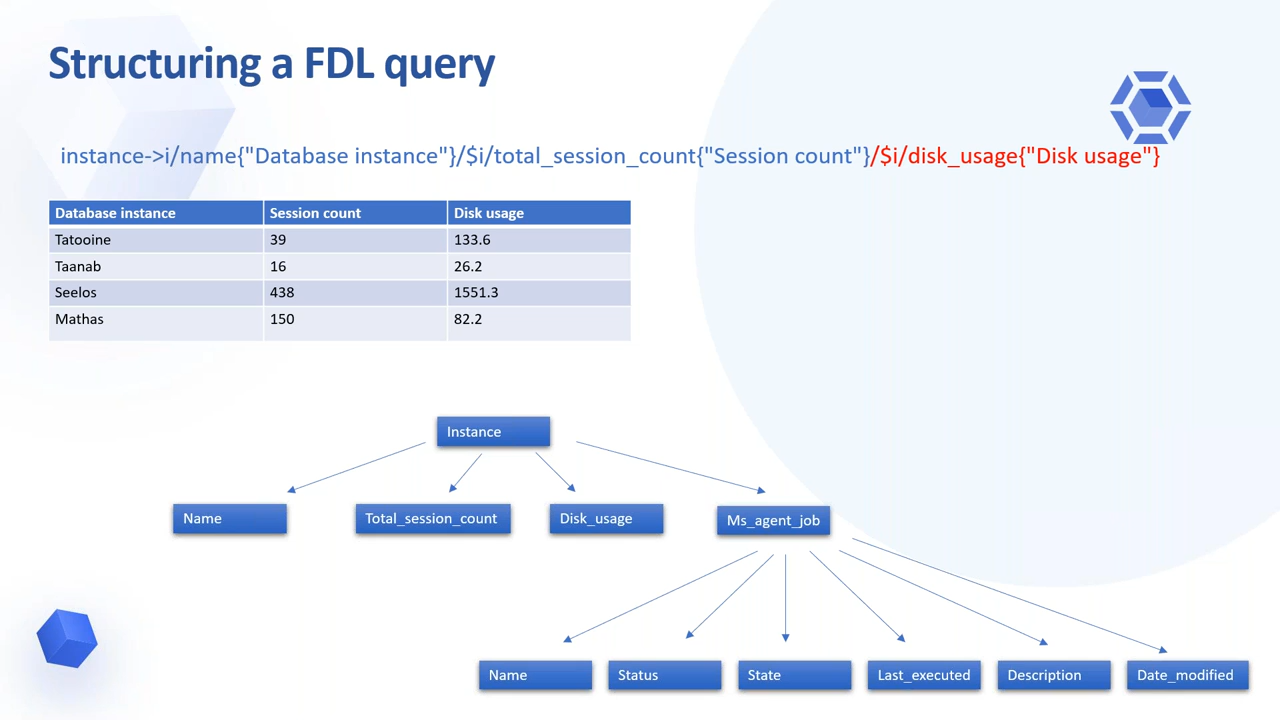 Structuring a FDL query
instance->i/name{"Database instance"}/$i/total_session_count{"Session count"}/$i/disk_usage{"Disk usage"}
Database instance Session count Disk usage
Tatooine 39 133.6
Taanab 16 26.2
Seelos 438 1551.3
Mathas 150 82.2
Instance
Name Total_session_count Disk_usage Ms_agent_job
Name Status State Last_executed Description Date_modified